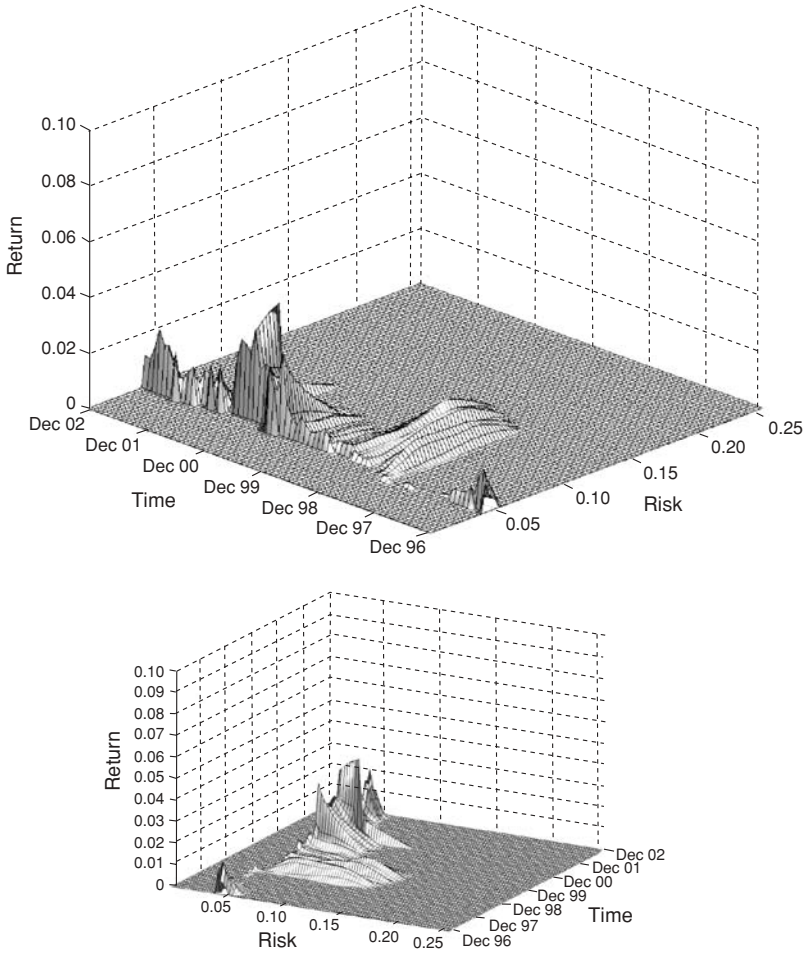 0.10
0.08
0.06
0.04
0.02
0
Return
Dec 02
Dec 01
Dec 00
Dec 99
Dec 98
Dec 97
Dec 96
Time
0.05
0.10
0.15
0.20
0.25
Risk
0.10
0.09
0.08
0.07
0.06
0.05
0.04
0.03
0.02
0.01
0
Return
0.05
0.10
0.15
0.20
0.25
Risk
Dec 02
Dec 01
Dec 00
Dec 99
Dec 98
Dec 97
Dec 96
Time